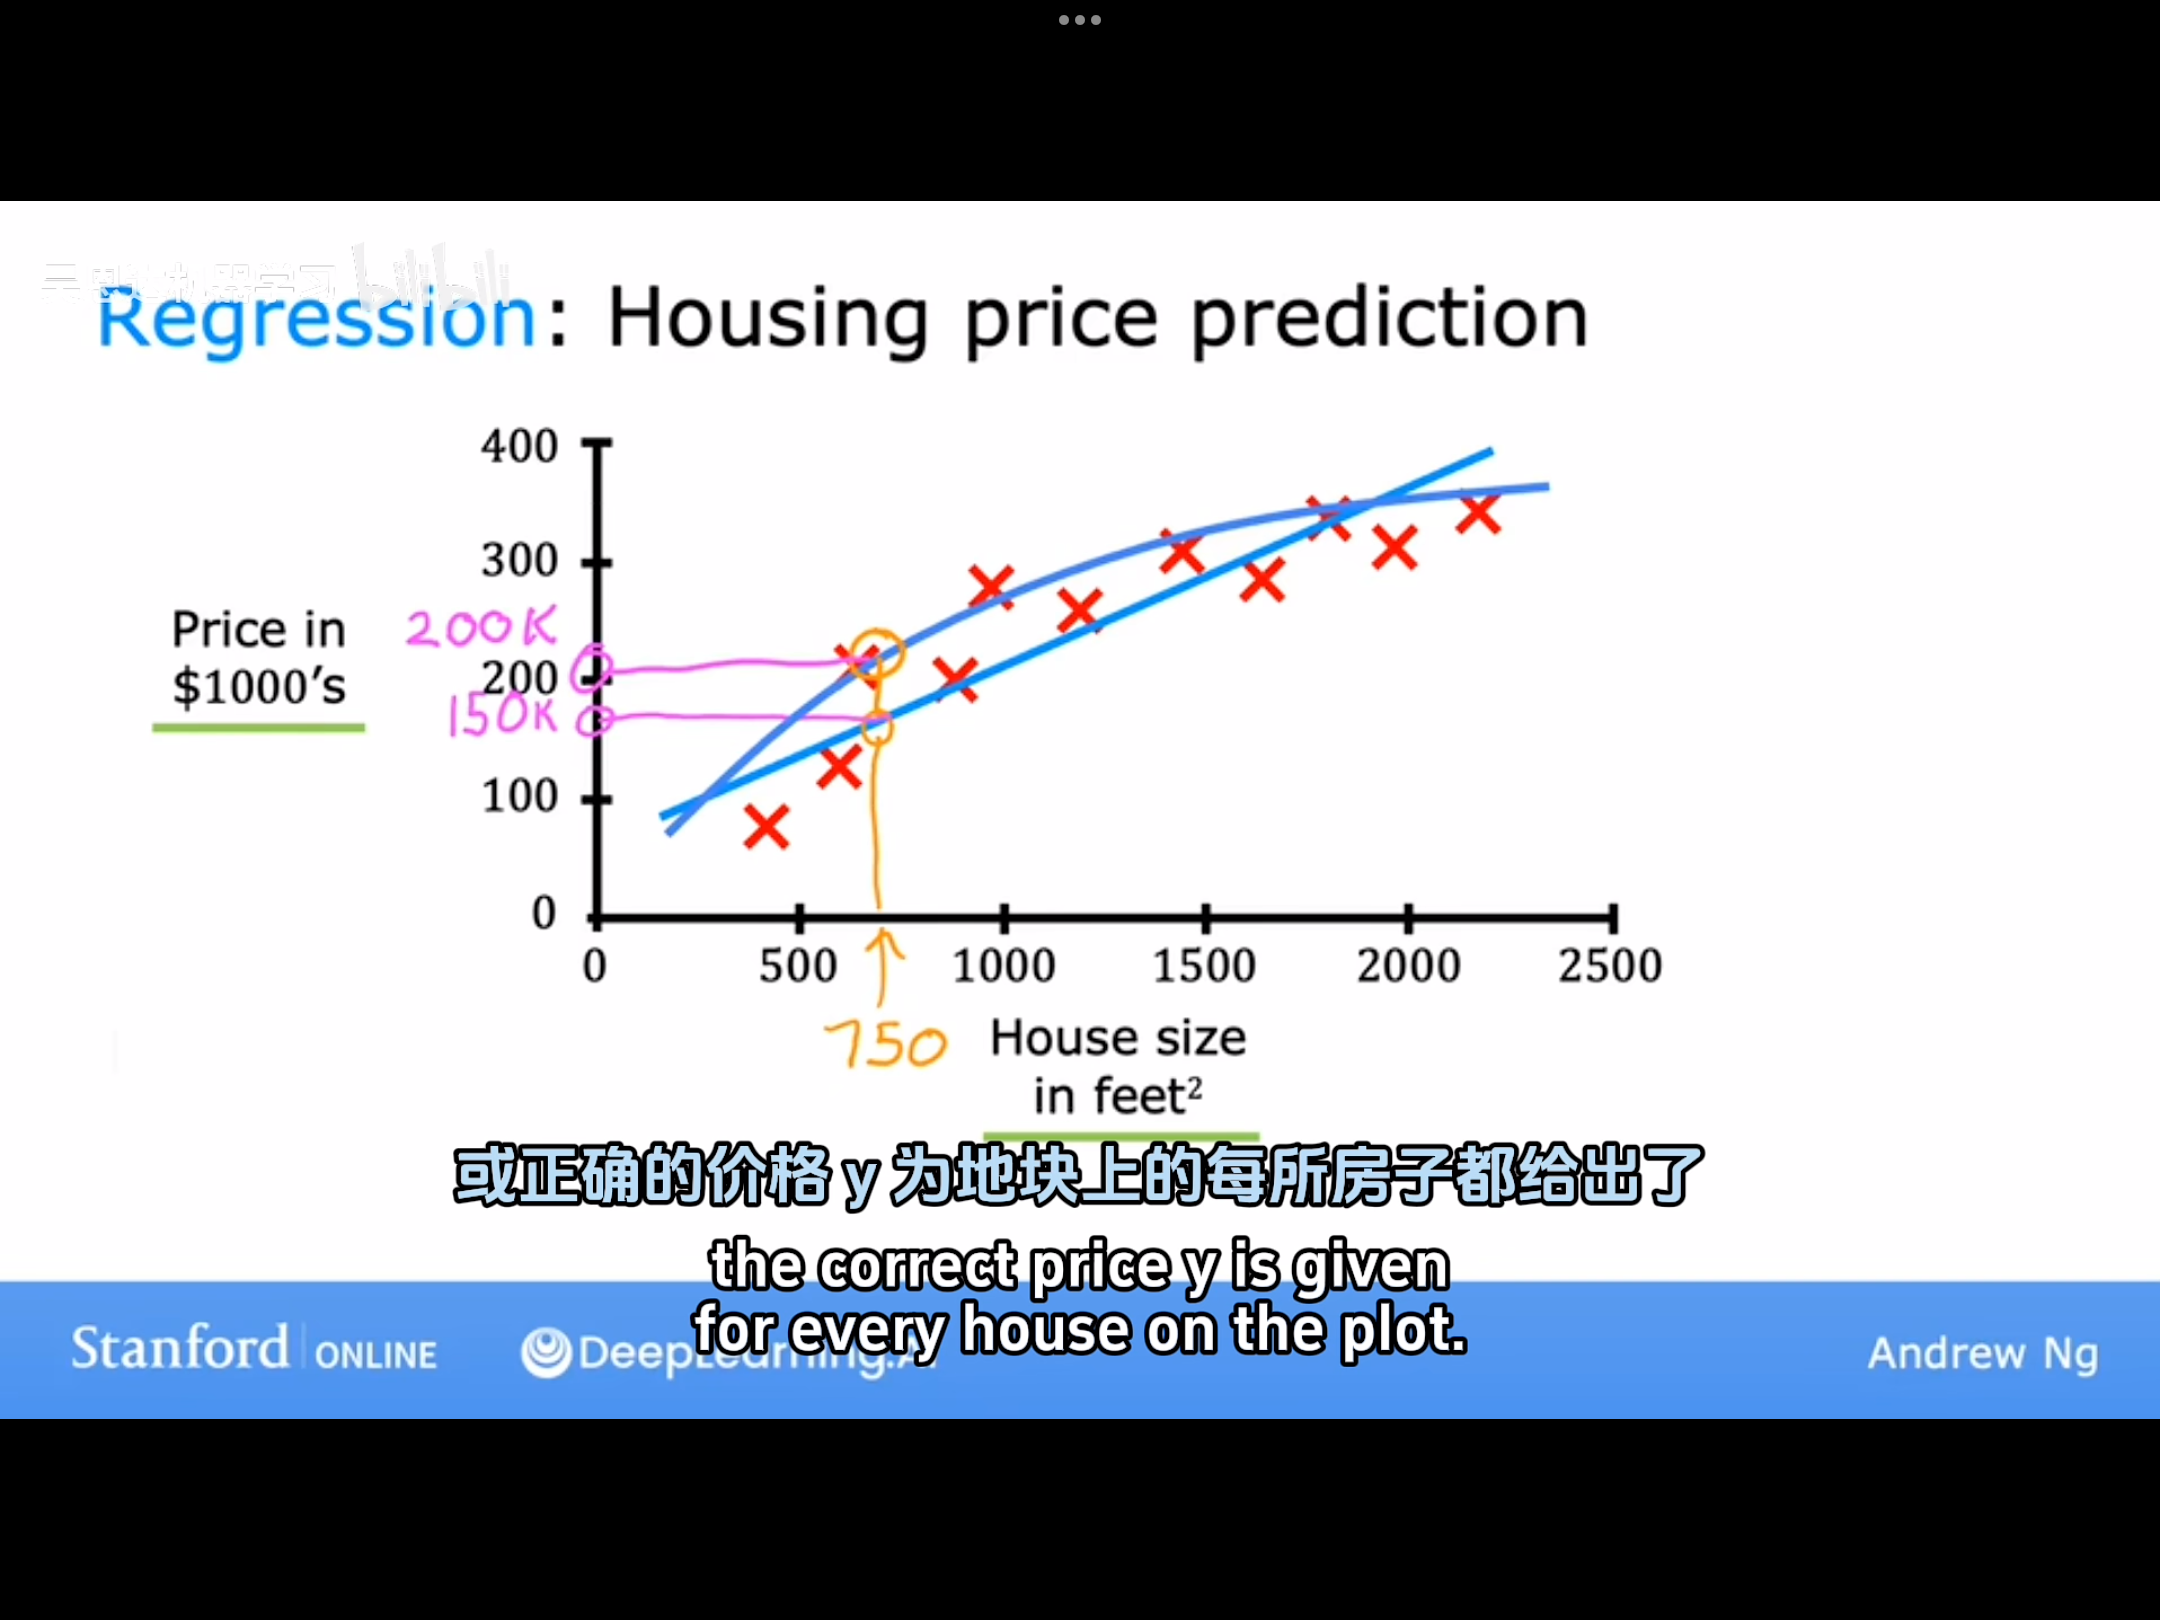 吴恩达机器学习 bilibili
Regression: Housing price prediction
400
300
Price in
$1000's
200K
200
150K
100
0
0 500 1000 1500 2000 2500
750
House size
in feet²
或正确的价格 y 为地块上的每所房子都给出了
the correct price y is given
for every house on the plot.
Stanford ONLINE
DeepLearning.AI
Andrew Ng